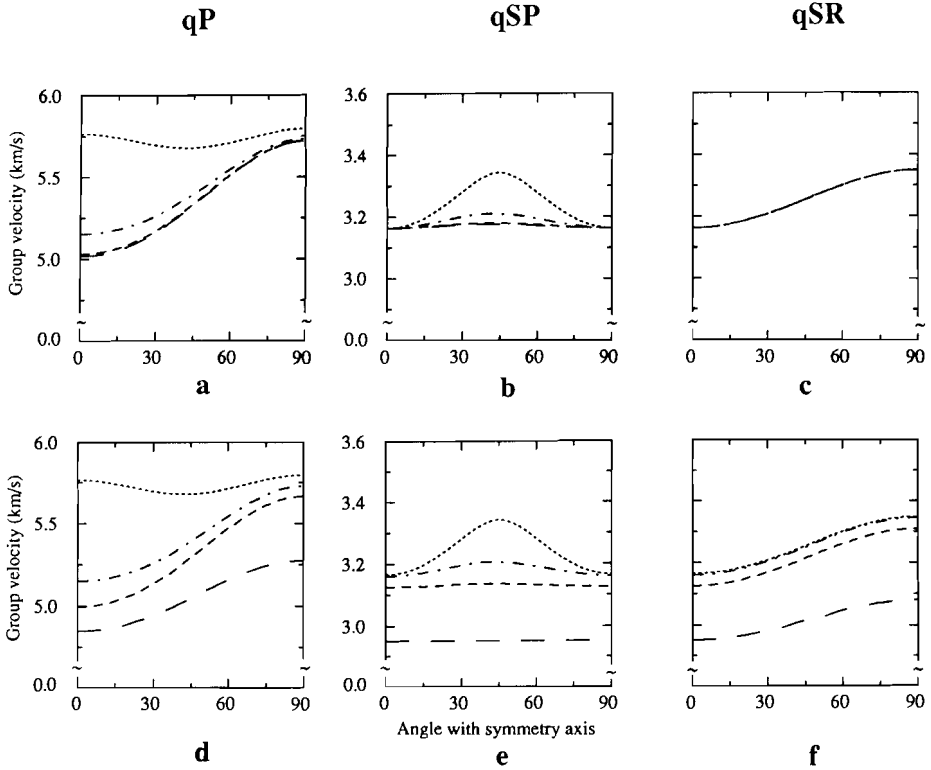 qP qSP qSR
6.0 3.6
5.5 3.4
3.2
5.0 3.0
Group velocity (km/s)
~ ~ ~ ~
0.0 0.0
0 30 60 90 0 30 60 90 0 30 60 90
a b c
6.0 3.6
5.5 3.4
3.2
5.0 3.0
Group velocity (km/s)
~ ~ ~ ~
0.0 0.0
0 30 60 90 0 30 60 90 0 30 60 90
Angle with symmetry axis
d e f